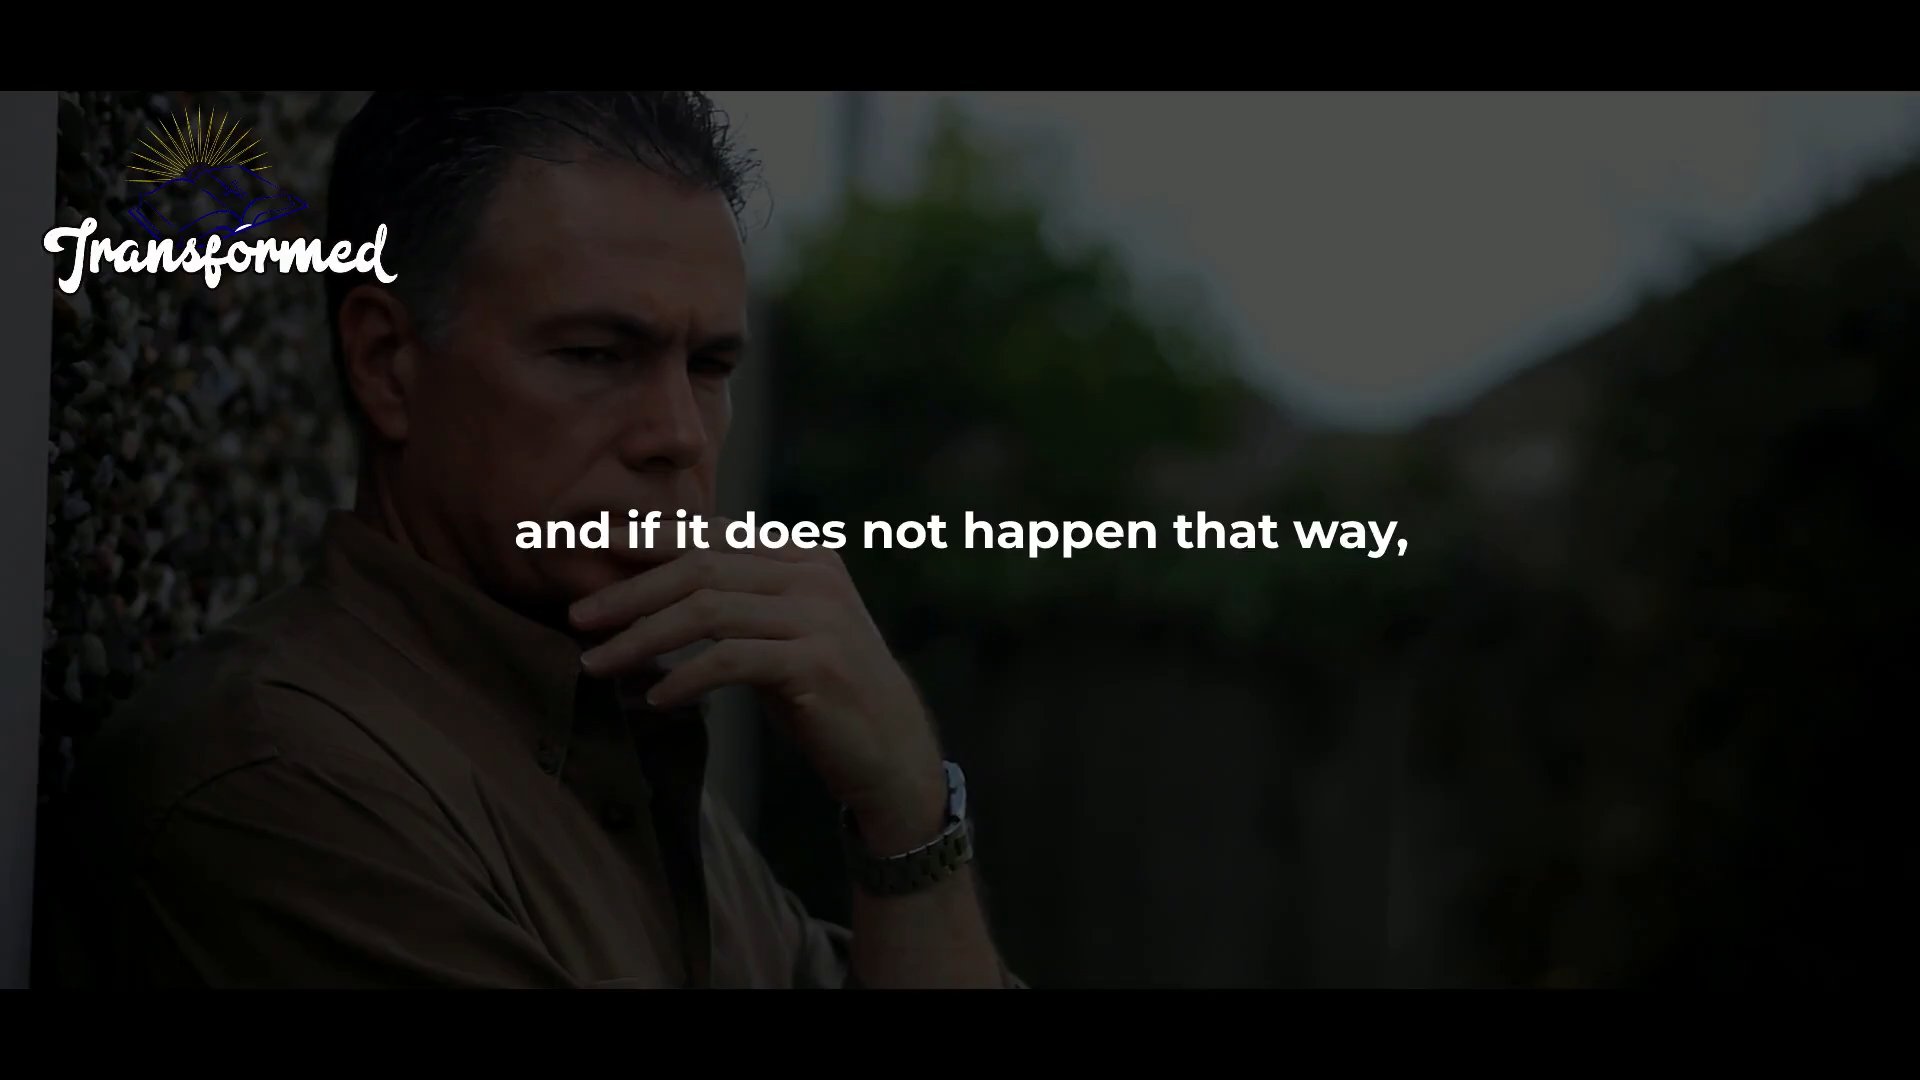 Transformed
and if it does not happen that way,